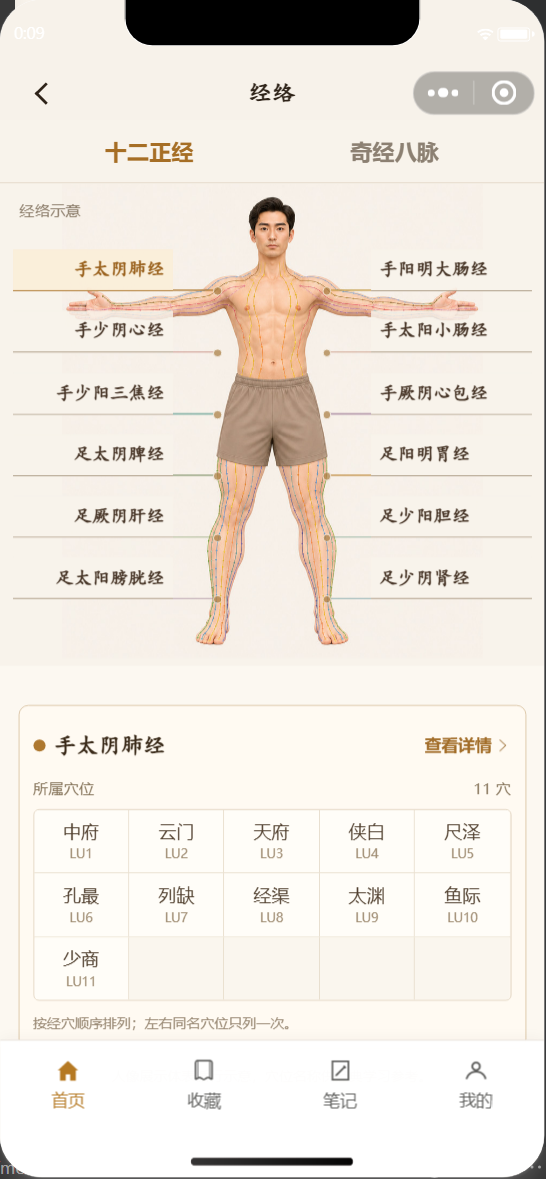 0:09
经络
十二正经 奇经八脉
经络示意
手太阴肺经 手阳明大肠经
手少阴心经 手太阳小肠经
手少阳三焦经 手厥阴心包经
足太阴脾经 足阳明胃经
足厥阴肝经 足少阳胆经
足太阳膀胱经 足少阴肾经
手太阴肺经 查看详情
所属穴位 11 穴
中府 云门 天府 侠白 尺泽
LU1 LU2 LU3 LU4 LU5
孔最 列缺 经渠 太渊 鱼际
LU6 LU7 LU8 LU9 LU10
少商
LU11
按经穴顺序排列；左右同名穴位只列一次。
首页 收藏 笔记 我的